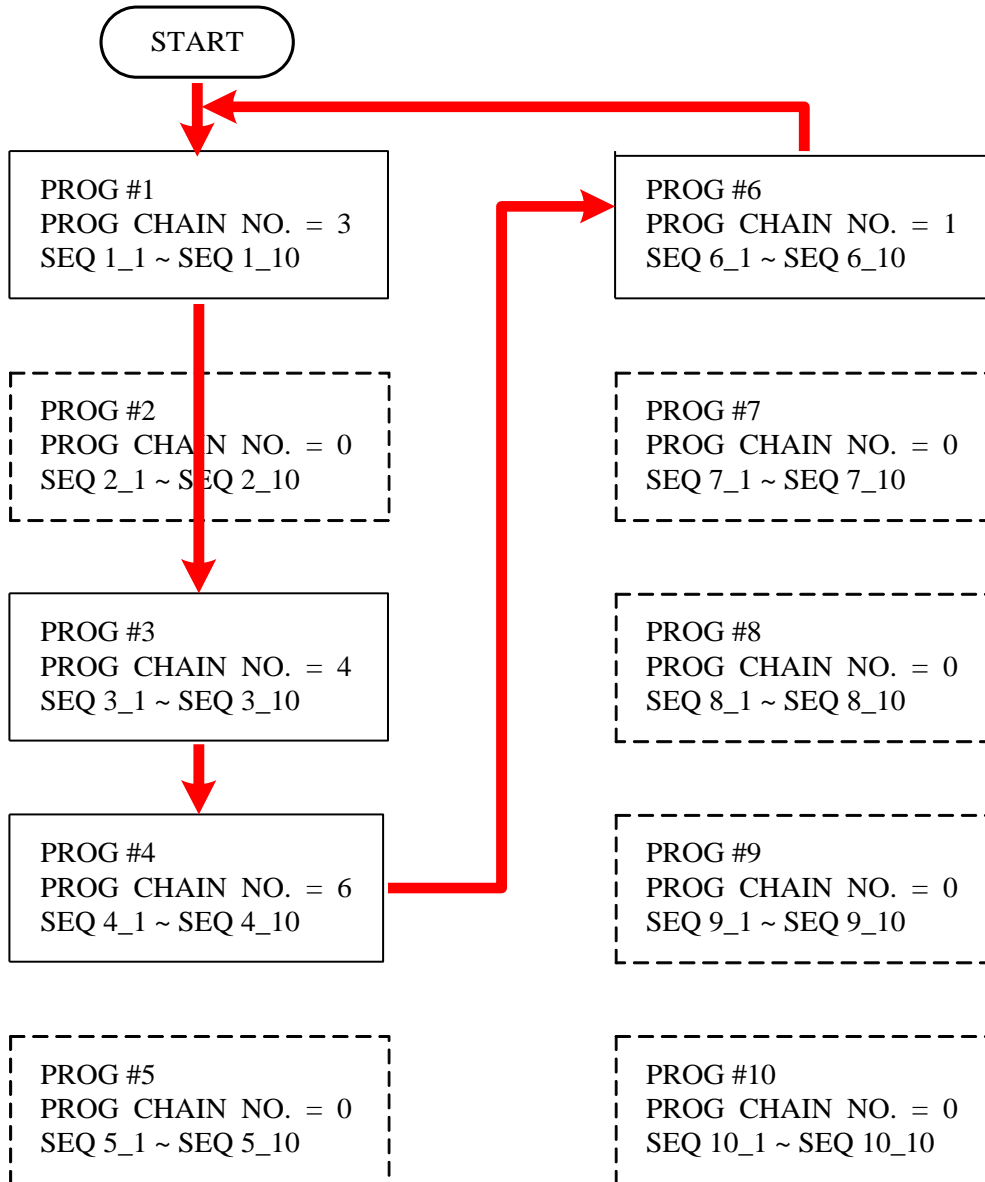 START
PROG #1
PROG CHAIN NO. = 3
SEQ 1_1 ~ SEQ 1_10
PROG #2
PROG CHAIN NO. = 0
SEQ 2_1 ~ SEQ 2_10
PROG #3
PROG CHAIN NO. = 4
SEQ 3_1 ~ SEQ 3_10
PROG #4
PROG CHAIN NO. = 6
SEQ 4_1 ~ SEQ 4_10
PROG #5
PROG CHAIN NO. = 0
SEQ 5_1 ~ SEQ 5_10
PROG #6
PROG CHAIN NO. = 1
SEQ 6_1 ~ SEQ 6_10
PROG #7
PROG CHAIN NO. = 0
SEQ 7_1 ~ SEQ 7_10
PROG #8
PROG CHAIN NO. = 0
SEQ 8_1 ~ SEQ 8_10
PROG #9
PROG CHAIN NO. = 0
SEQ 9_1 ~ SEQ 9_10
PROG #10
PROG CHAIN NO. = 0
SEQ 10_1 ~ SEQ 10_10